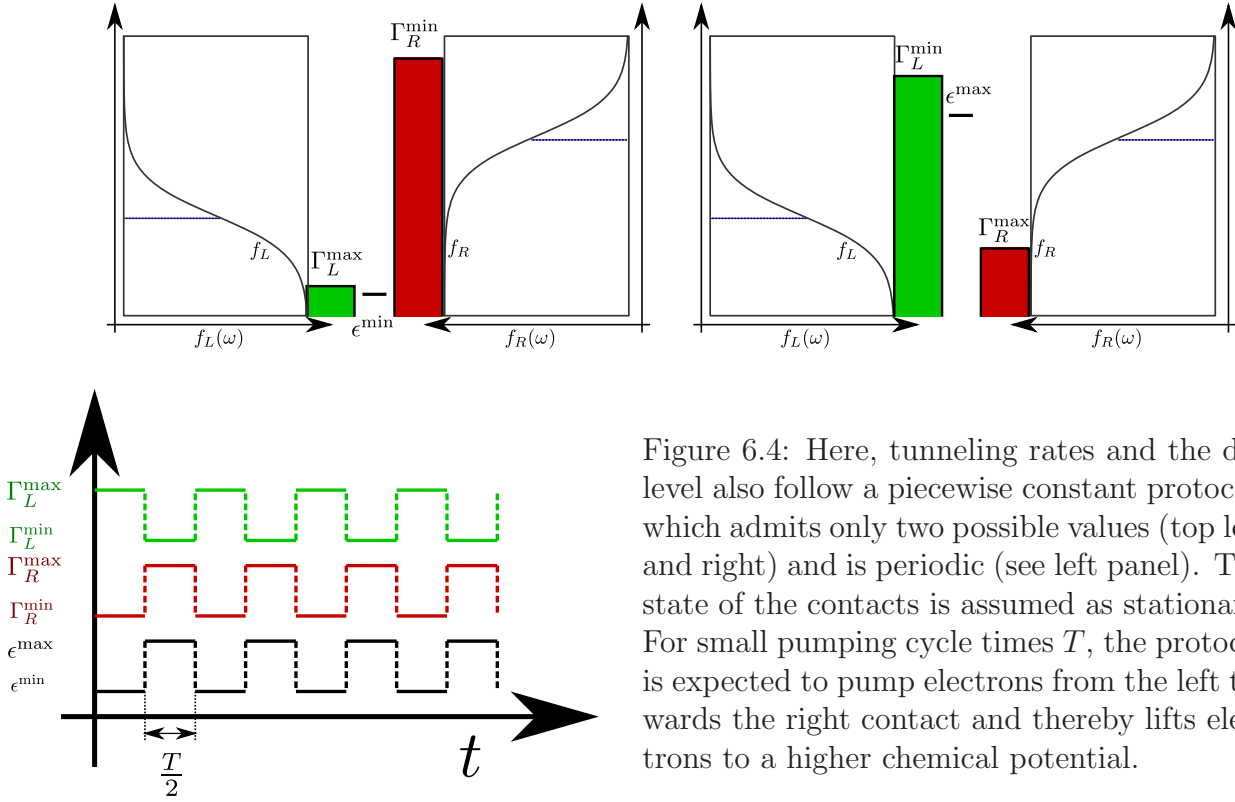 Γ_R^min
f_L
Γ_L^max
ϵ^min
f_R
f_L(ω)
f_R(ω)
Γ_L^min
ϵ^max
f_L
Γ_R^max
f_R
f_L(ω)
f_R(ω)
Γ_L^max
Γ_L^min
Γ_R^max
Γ_R^min
ϵ^max
ϵ^min
T/2
t
Figure 6.4: Here, tunneling rates and the d
level also follow a piecewise constant protoc
which admits only two possible values (top le
and right) and is periodic (see left panel). T
state of the contacts is assumed as stationar
For small pumping cycle times T, the protoc
is expected to pump electrons from the left t
wards the right contact and thereby lifts ele
trons to a higher chemical potential.